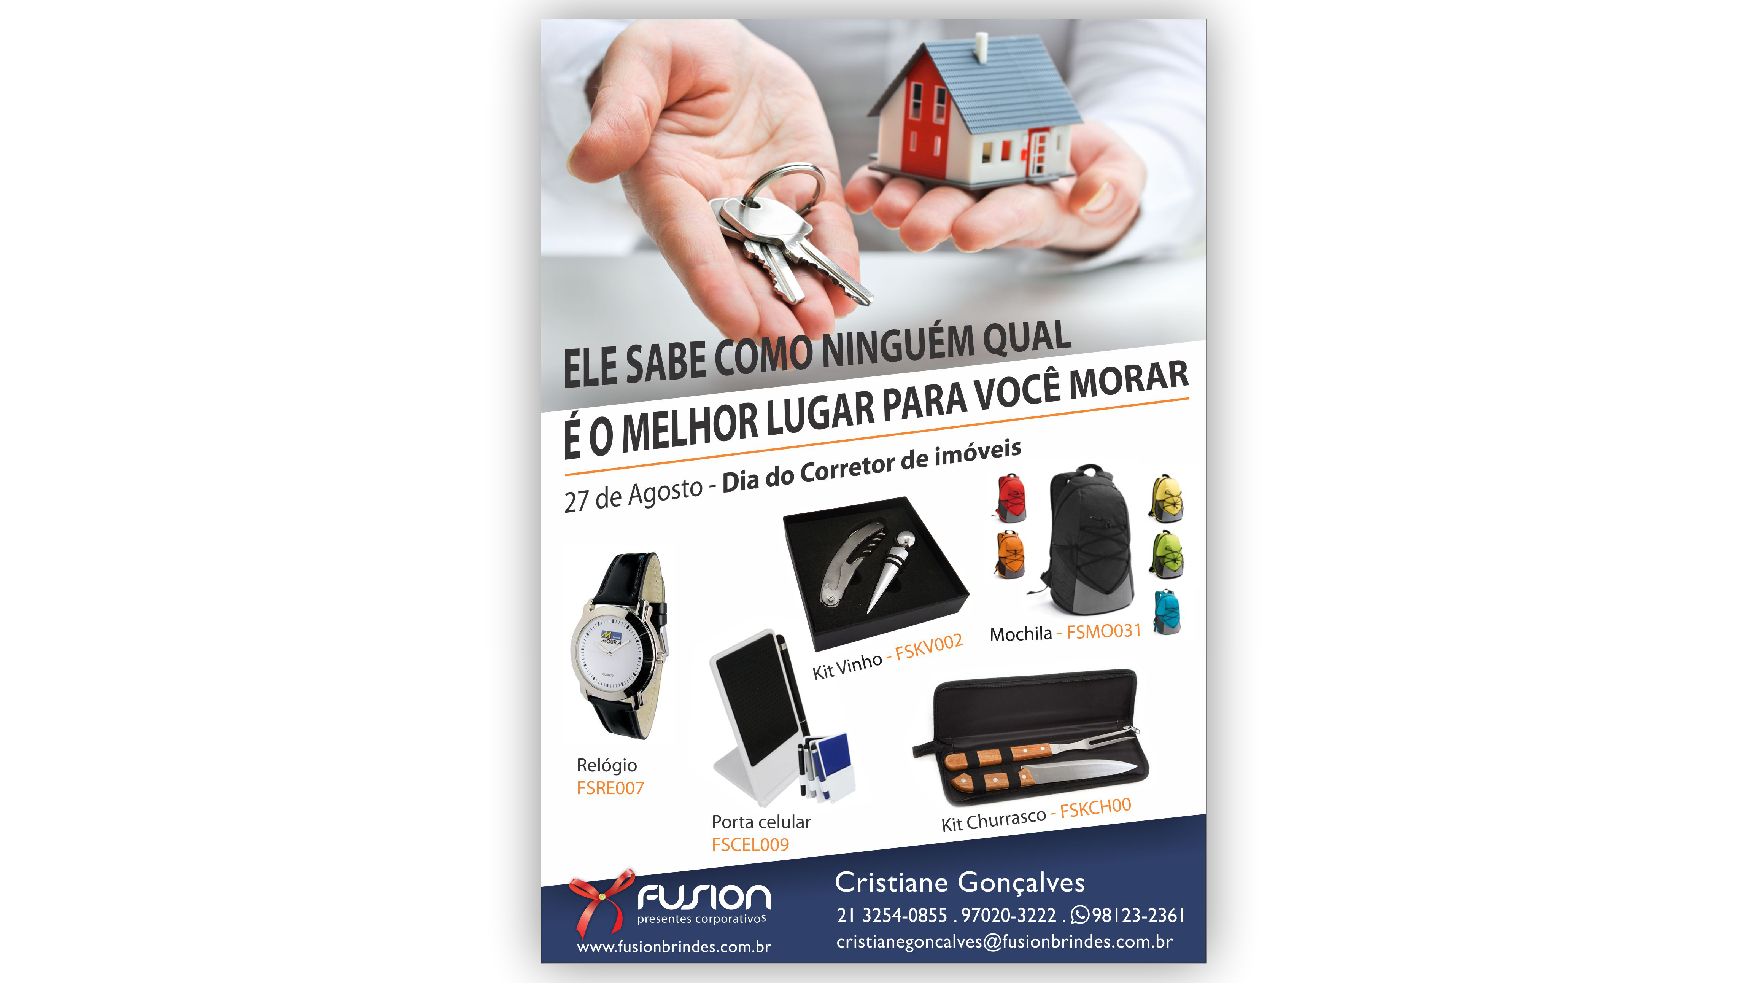 ELE SABE COMO NINGUÉM QUAL
É O MELHOR LUGAR PARA VOCÊ MORAR
27 de Agosto - Dia do Corretor de imóveis
Kit Vinho - FSKV002
Mochila - FSMO031
Relógio
FSRE007
Porta celular
FSCEL009
Kit Churrasco - FSKCH00
FUSION
presentes corporativos
www.fusionbrindes.com.br
Cristiane Gonçalves
21 3254-0855 . 97020-3222 . 98123-2361
cristianegoncalves@fusionbrindes.com.br